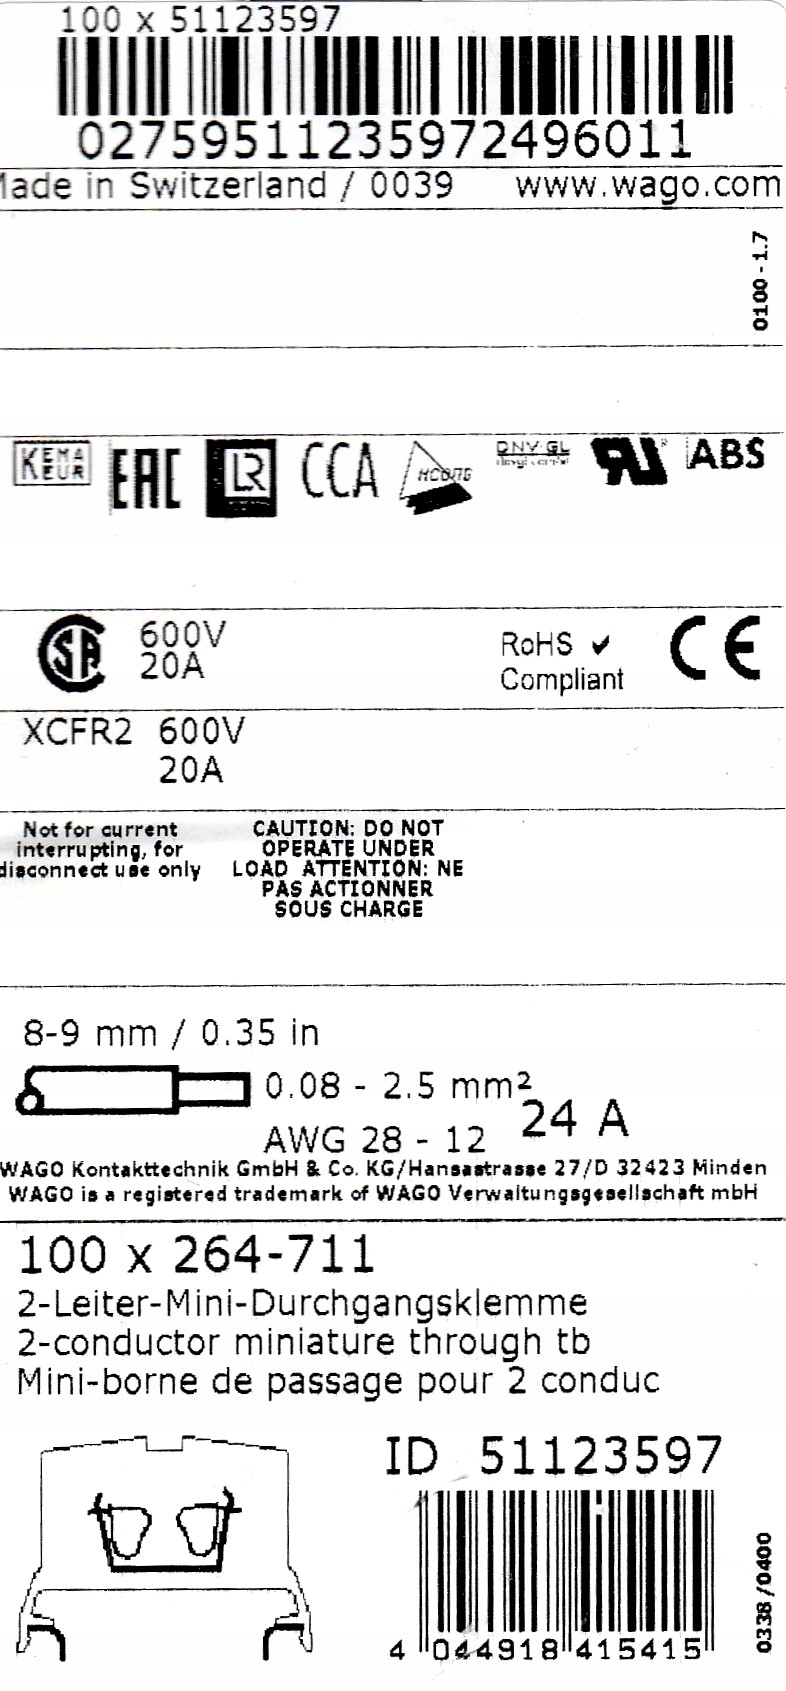 100 x 51123597
02759511235972496011
Made in Switzerland / 0039 www.wago.com
0100 - 1.7
KEMA
KEUR
EAC
LR
CCA
DNV·GL
ABS
600V
20A
RoHS ✓
Compliant
CE
XCFR2 600V
20A
Not for current
interrupting, for
disconnect use only
CAUTION: DO NOT
OPERATE UNDER
LOAD ATTENTION: NE
PAS ACTIONNER
SOUS CHARGE
8-9 mm / 0.35 in
0.08 - 2.5 mm²
24 A
AWG 28 - 12
WAGO Kontakttechnik GmbH & Co. KG/Hansastrasse 27/D 32423 Minden
WAGO is a registered trademark of WAGO Verwaltungsgesellschaft mbH
100 x 264-711
2-Leiter-Mini-Durchgangsklemme
2-conductor miniature through tb
Mini-borne de passage pour 2 conduc
ID 51123597
4 044918 415415
0338 /0400